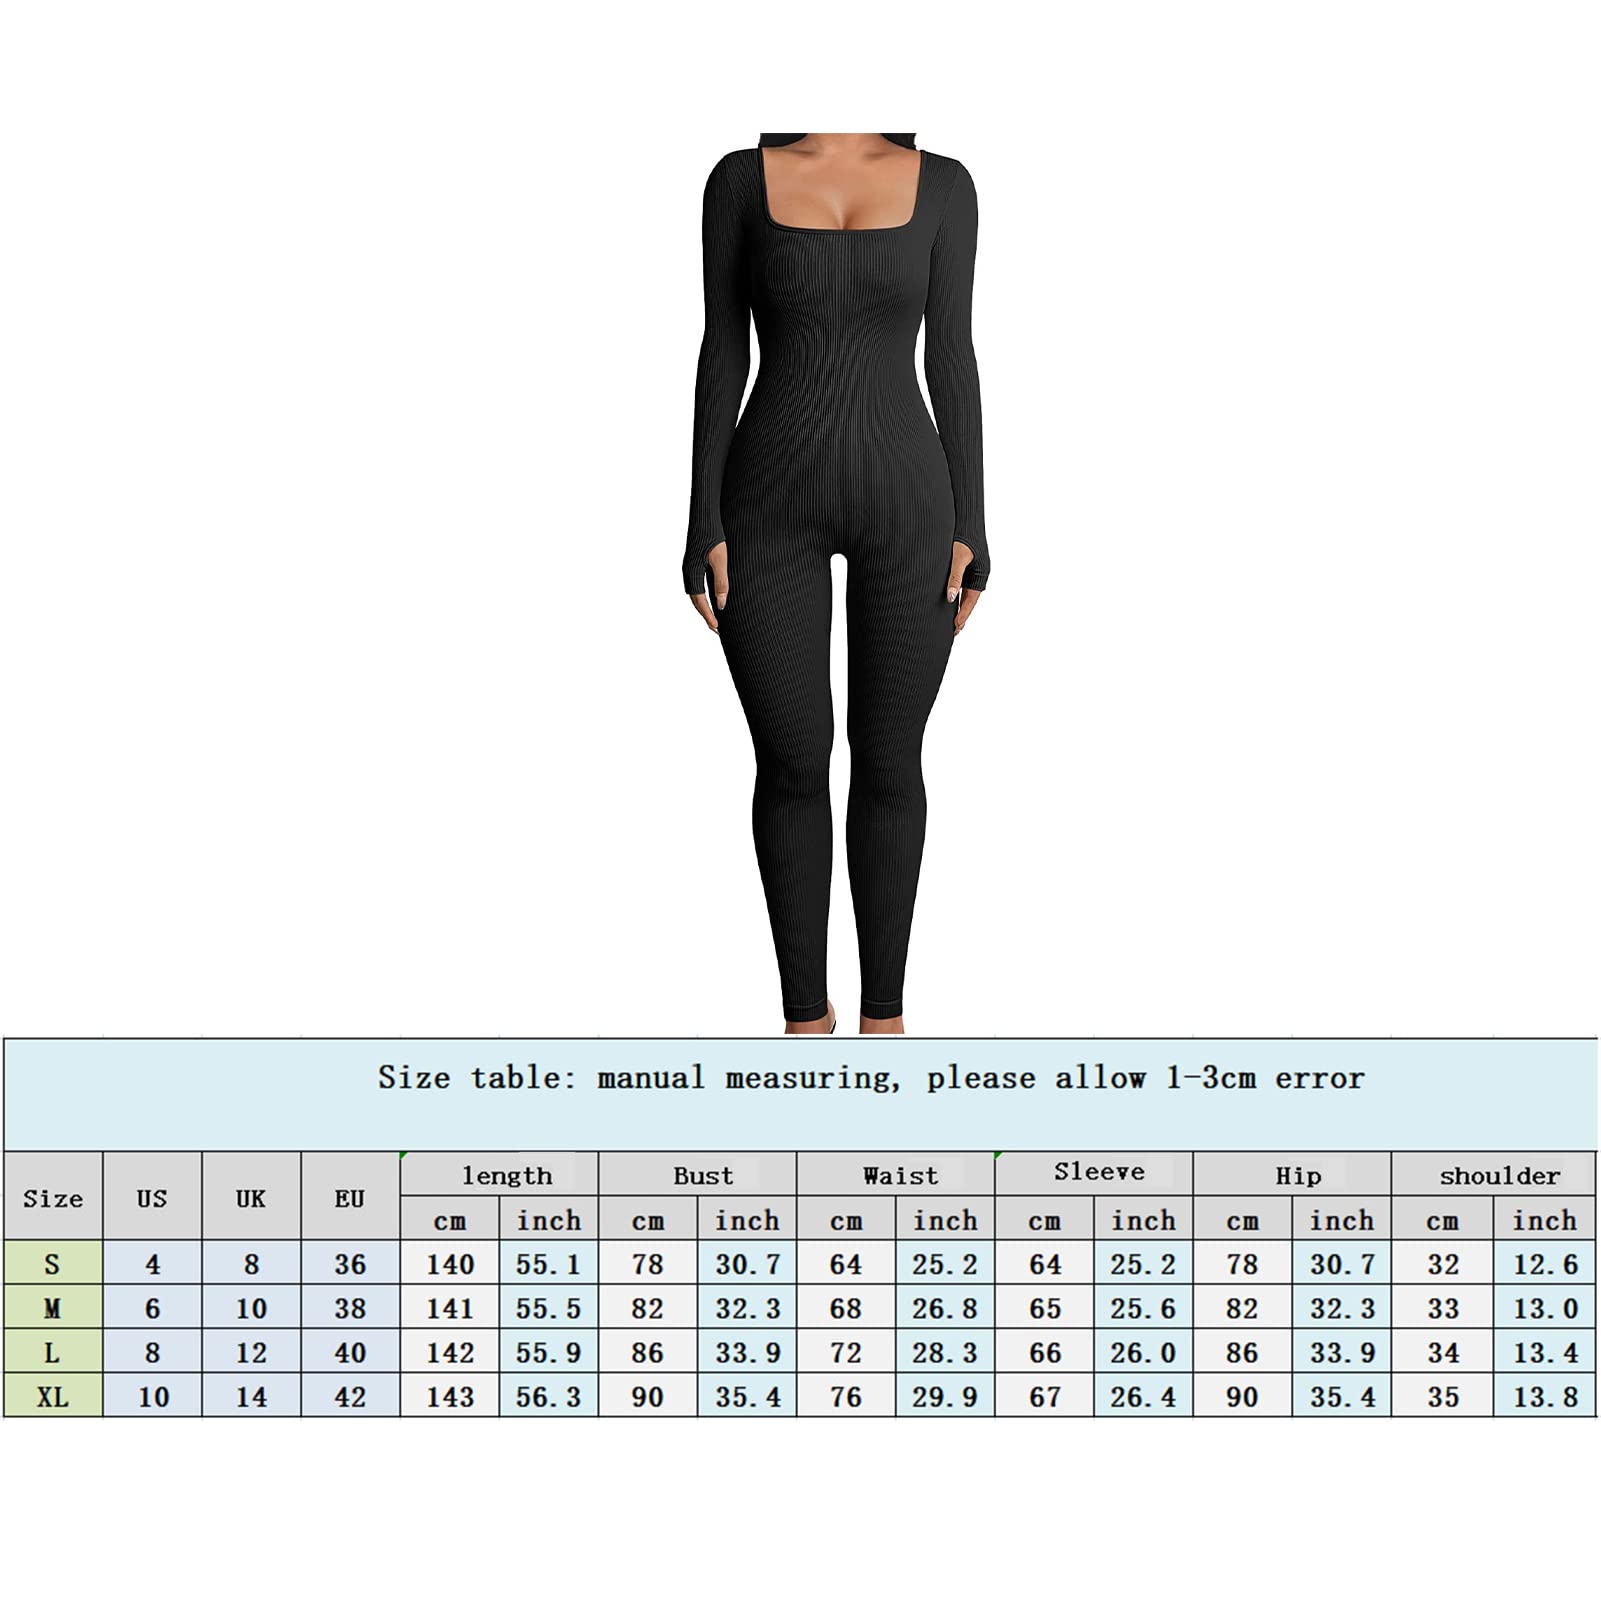 Size table: manual measuring, please allow 1-3cm error
Size US UK EU length Bust Waist Sleeve Hip shoulder
cm inch cm inch cm inch cm inch cm inch cm inch
S 4 8 36 140 55.1 78 30.7 64 25.2 64 25.2 78 30.7 32 12.6
M 6 10 38 141 55.5 82 32.3 68 26.8 65 25.6 82 32.3 33 13.0
L 8 12 40 142 55.9 86 33.9 72 28.3 66 26.0 86 33.9 34 13.4
XL 10 14 42 143 56.3 90 35.4 76 29.9 67 26.4 90 35.4 35 13.8